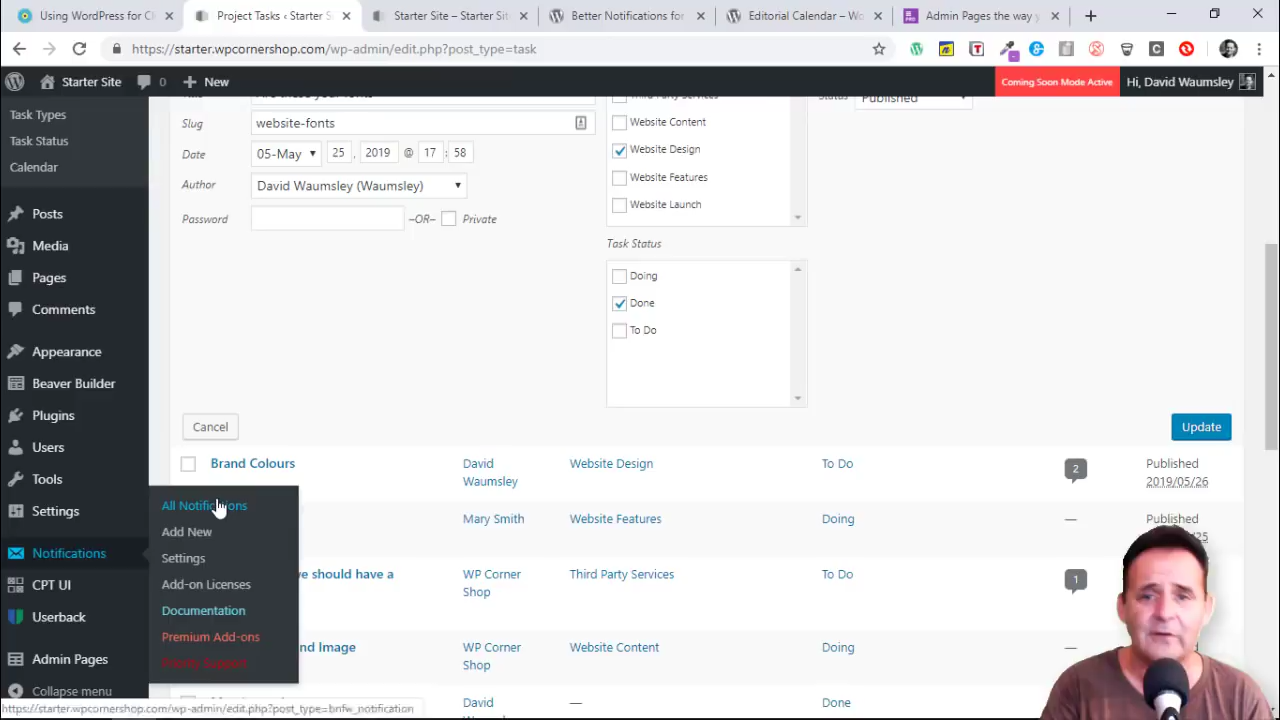 Using WordPress for Cl
Project Tasks ‹ Starter Site — W
Starter Site – Starter Sit
Better Notifications for
Editorial Calendar – Wo
Admin Pages the way y
https://starter.wpcornershop.com/wp-admin/edit.php?post_type=task
Starter Site
0
New
Coming Soon Mode Active
Hi, David Waumsley
Task Types
Task Status
Calendar
Posts
Media
Pages
Comments
Appearance
Beaver Builder
Plugins
Users
Tools
Settings
Notifications
CPT UI
Userback
Admin Pages
Collapse menu
All Notifications
Add New
Settings
Add-on Licenses
Documentation
Premium Add-ons
Priority Support
Slug
website-fonts
Date
05-May 25 , 2019 @ 17 : 58
Author
David Waumsley (Waumsley)
Password
–OR–
Private
Third Party Services
Website Content
Website Design
Website Features
Website Launch
Task Status
Doing
Done
To Do
Status
Published
Cancel
Update
Brand Colours
David Waumsley
Website Design
To Do
2
Published
2019/05/26
Mary Smith
Website Features
Doing
—
Published
e should have a
WP Corner Shop
Third Party Services
To Do
1
nd Image
WP Corner Shop
Website Content
Doing
—
David
—
Done
https://starter.wpcornershop.com/wp-admin/edit.php?post_type=bnfw_notification